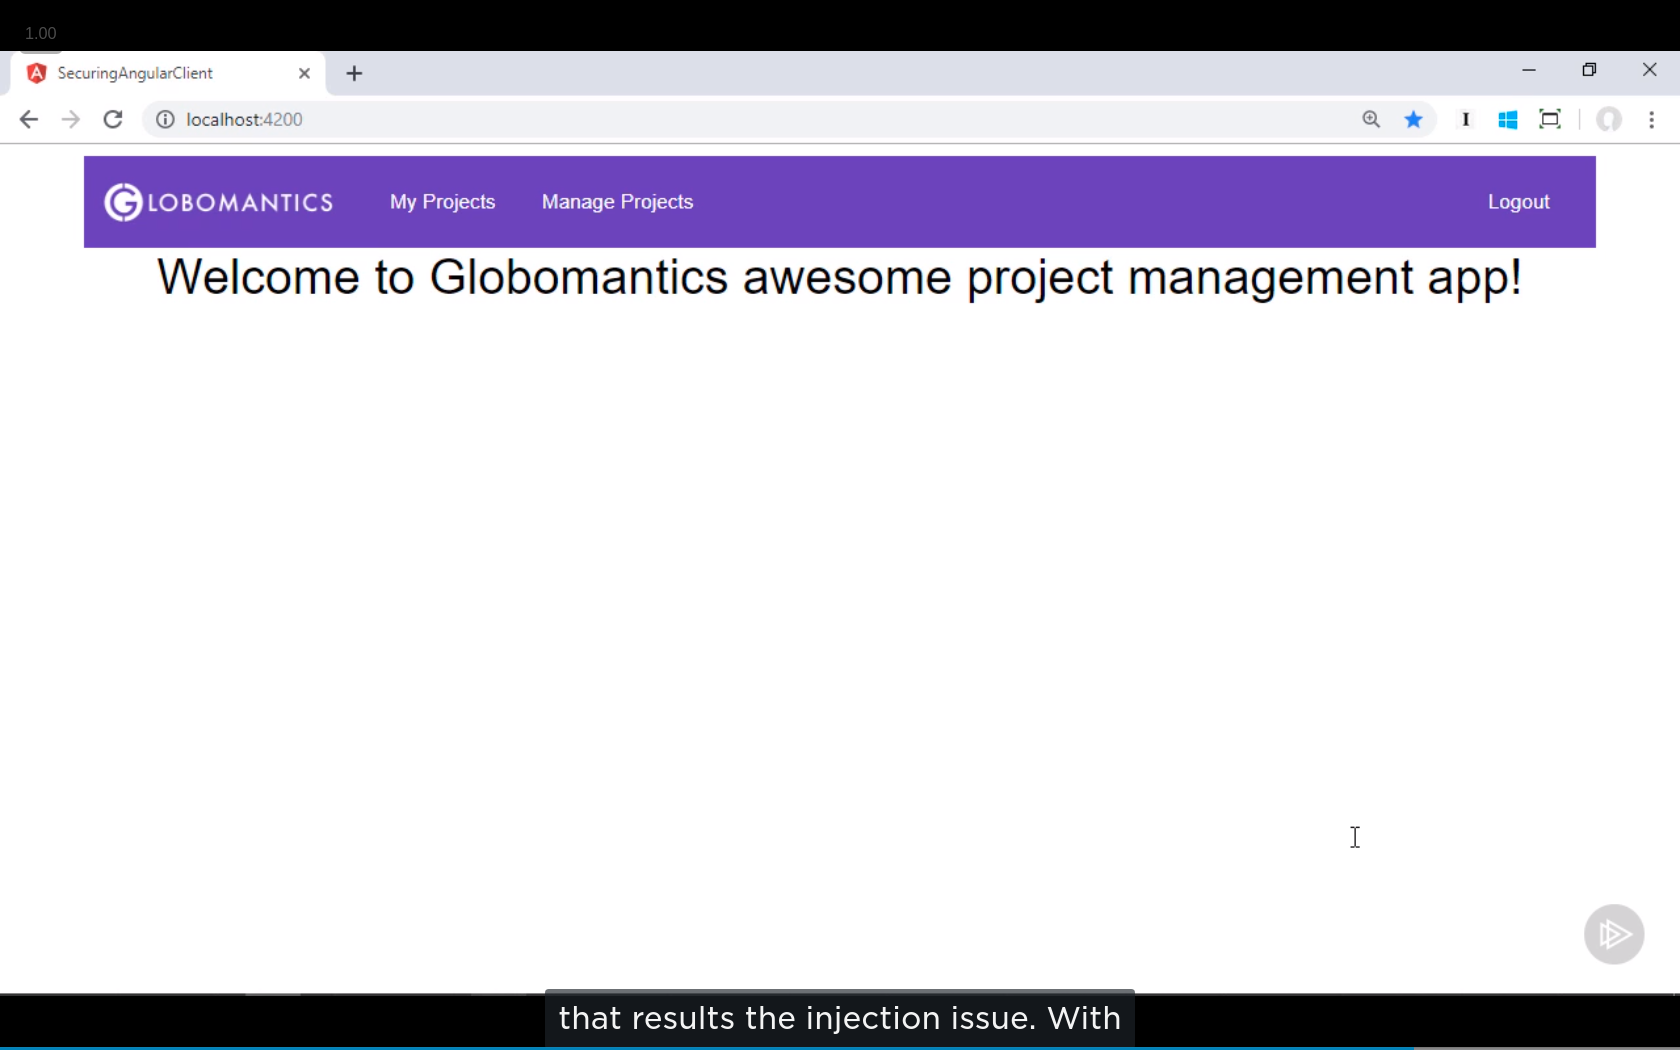 1.00
SecuringAngularClient
localhost:4200
GLOBOMANTICS My Projects Manage Projects Logout
Welcome to Globomantics awesome project management app!
that results the injection issue. With